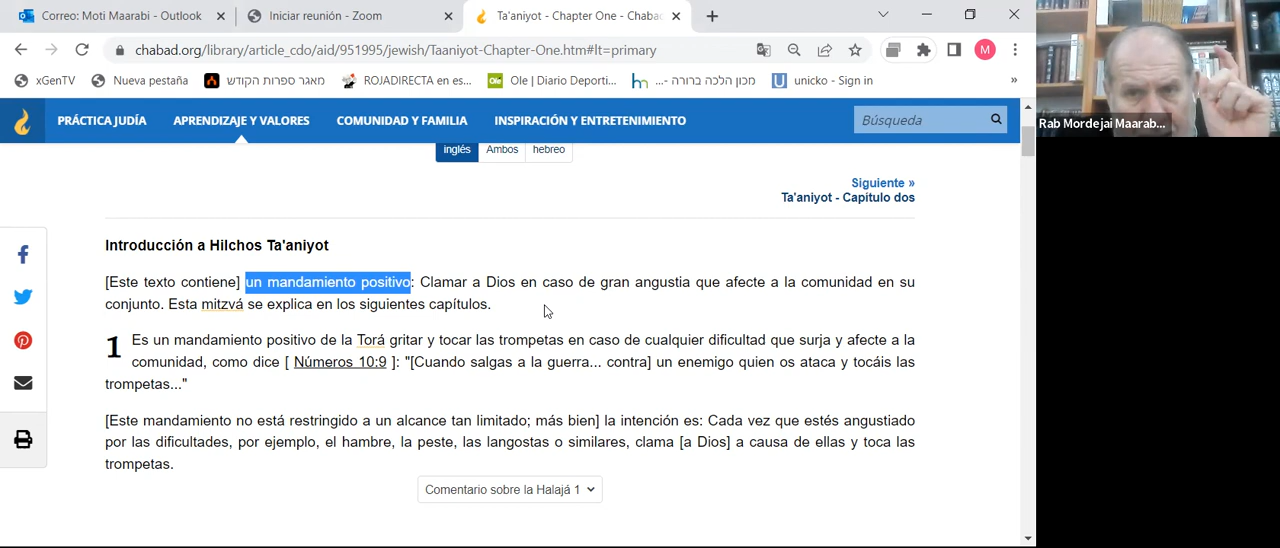 Correo: Moti Maarabi - Outlook
Iniciar reunión - Zoom
Ta'aniyot - Chapter One - Chabad
chabad.org/library/article_cdo/aid/951995/jewish/Taaniyot-Chapter-One.htm#lt=primary
M
xGenTV
Nueva pestaña
מאגר ספרות הקודש
ROJADIRECTA en es...
Ole
Ole | Diario Deporti...
מכון הלכה ברורה -...
unicko - Sign in
»
PRÁCTICA JUDÍA
APRENDIZAJE Y VALORES
COMUNIDAD Y FAMILIA
INSPIRACIÓN Y ENTRETENIMIENTO
Búsqueda
Rab Mordejai Maarab...
inglés
Ambos
hebreo
Siguiente »
Ta'aniyot - Capítulo dos
Introducción a Hilchos Ta'aniyot
[Este texto contiene] un mandamiento positivo: Clamar a Dios en caso de gran angustia que afecte a la comunidad en su
conjunto. Esta mitzvá se explica en los siguientes capítulos.
1 Es un mandamiento positivo de la Torá gritar y tocar las trompetas en caso de cualquier dificultad que surja y afecte a la
comunidad, como dice [ Números 10:9 ]: "[Cuando salgas a la guerra... contra] un enemigo quien os ataca y tocáis las
trompetas..."
[Este mandamiento no está restringido a un alcance tan limitado; más bien] la intención es: Cada vez que estés angustiado
por las dificultades, por ejemplo, el hambre, la peste, las langostas o similares, clama [a Dios] a causa de ellas y toca las
trompetas.
Comentario sobre la Halajá 1